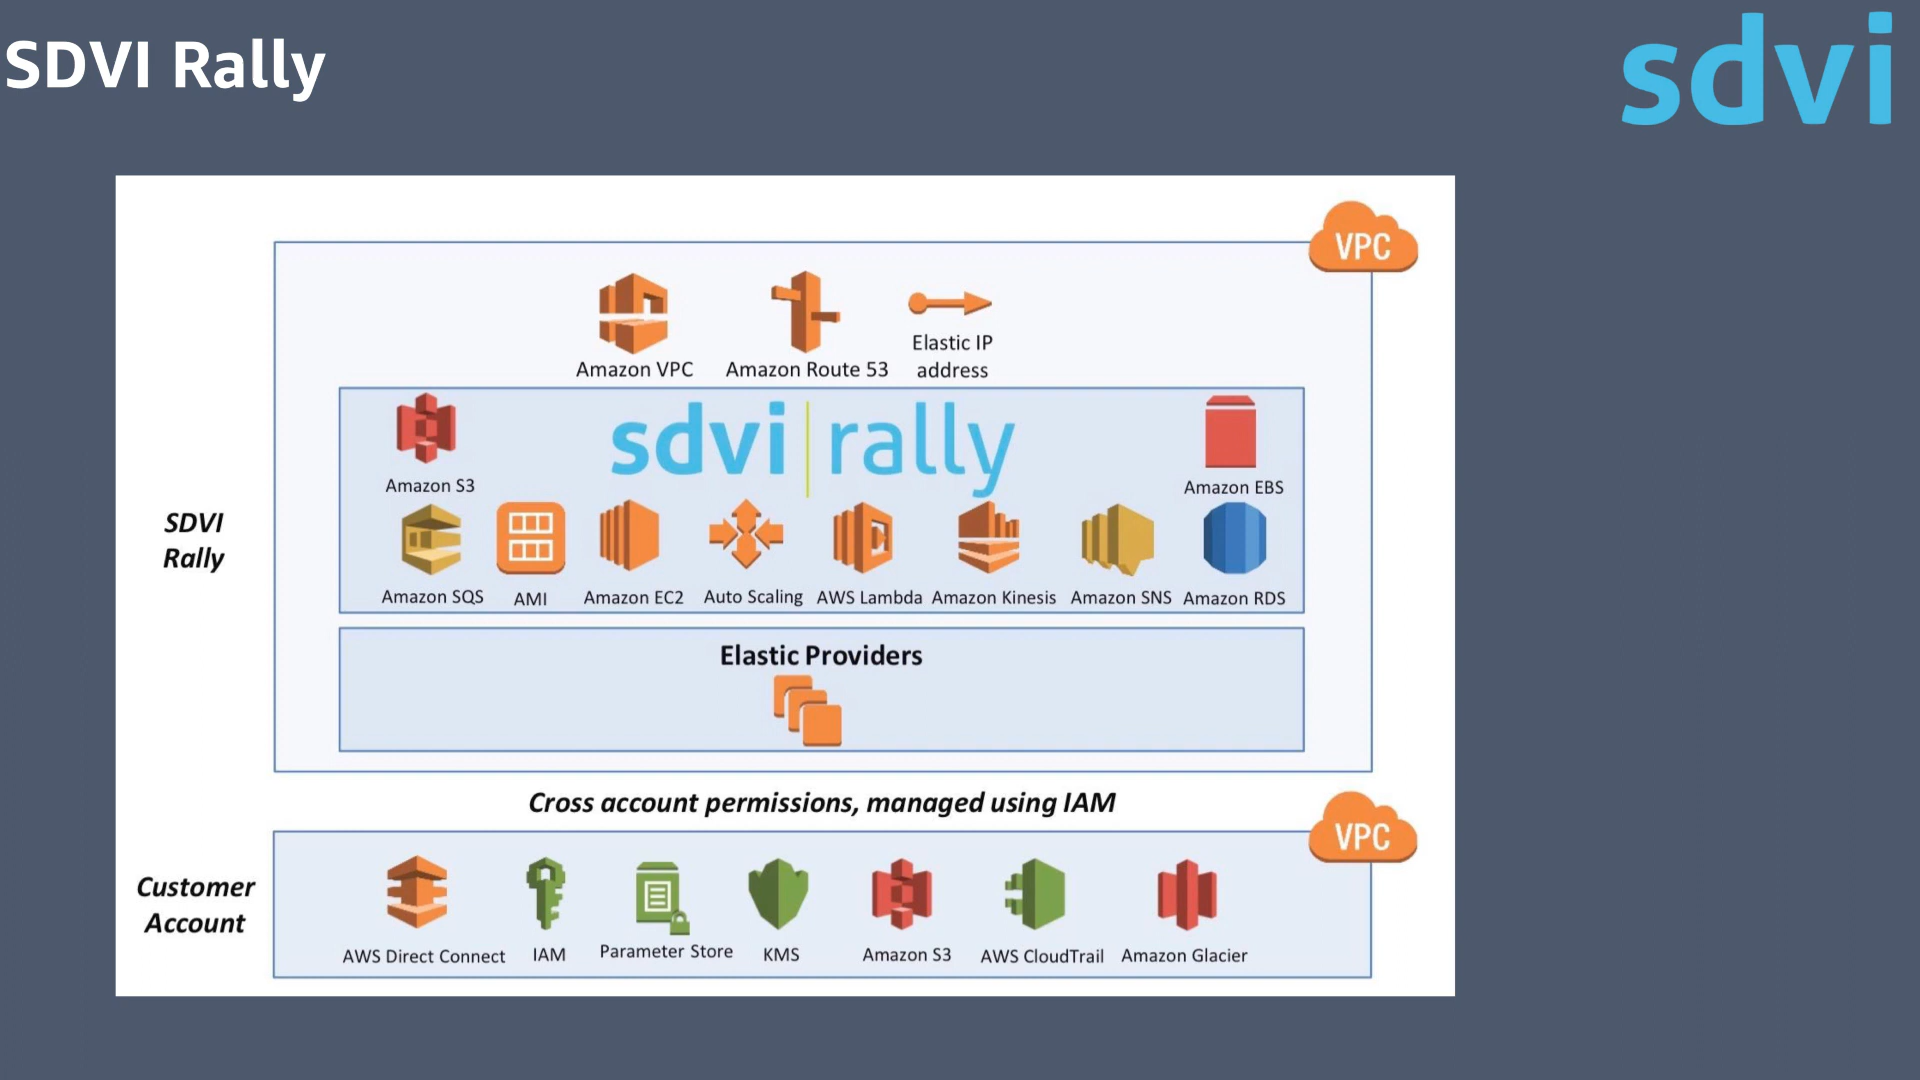 SDVI Rally
sdvi
VPC
Amazon VPC
Amazon Route 53
Elastic IP
address
sdvi | rally
Amazon S3
Amazon EBS
SDVI
Rally
Amazon SQS
AMI
Amazon EC2
Auto Scaling
AWS Lambda
Amazon Kinesis
Amazon SNS
Amazon RDS
Elastic Providers
Cross account permissions, managed using IAM
VPC
Customer
Account
AWS Direct Connect
IAM
Parameter Store
KMS
Amazon S3
AWS CloudTrail
Amazon Glacier